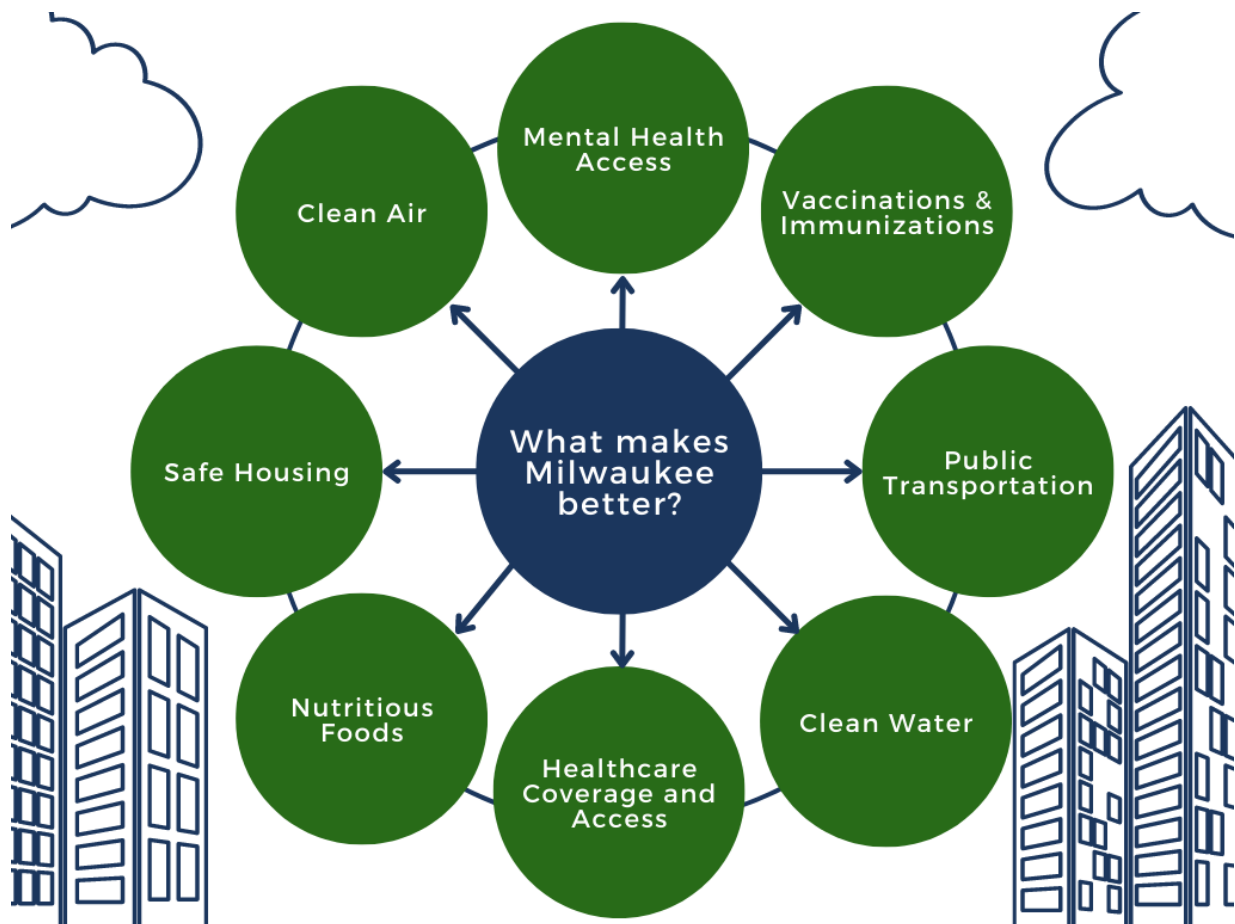 Mental Health
Access
Vaccinations &
Immunizations
Clean Air
What makes
Milwaukee
better?
Public
Transportation
Safe Housing
Nutritious
Foods
Clean Water
Healthcare
Coverage and
Access